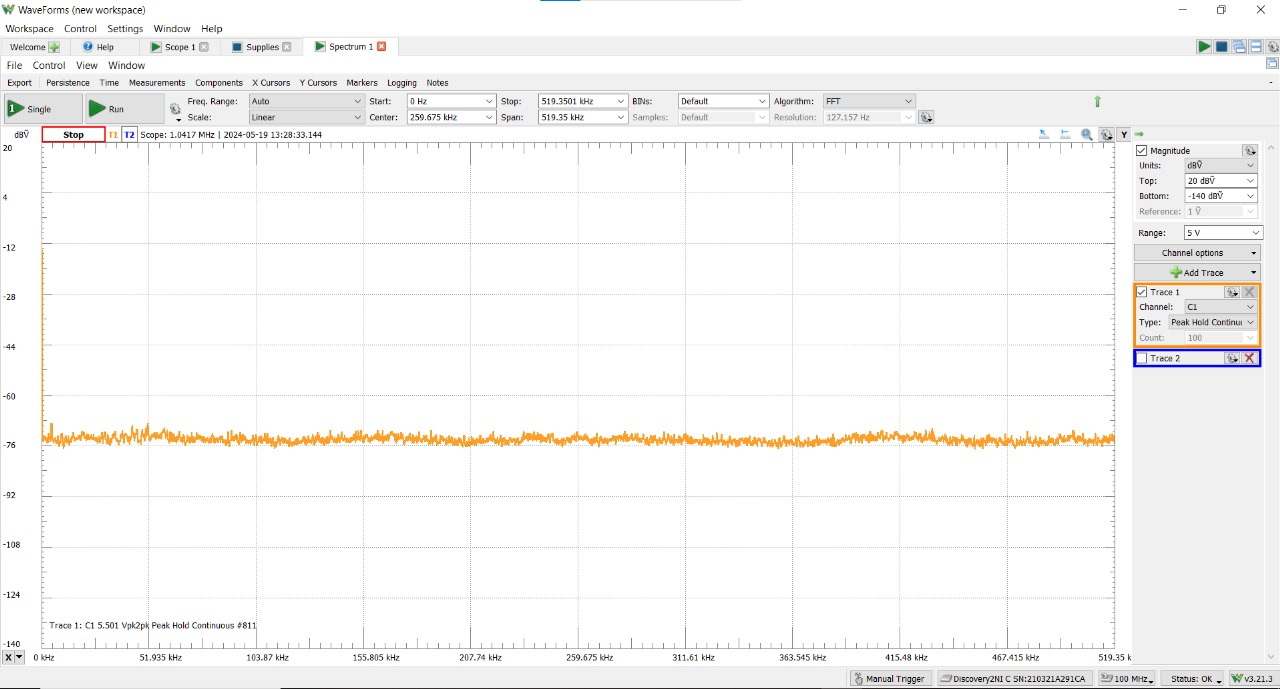 WaveForms (new workspace)
Workspace Control Settings Window Help
Welcome Help Scope 1 Supplies Spectrum 1
File Control View Window
Export Persistence Time Measurements Components X Cursors Y Cursors Markers Logging Notes
1 Single Run Freq. Range: Auto Start: 0 Hz Stop: 519.3501 kHz BINs: Default Algorithm: FFT
Scale: Linear Center: 259.675 kHz Span: 519.35 kHz Samples: Default Resolution: 127.157 Hz
dBṼ Stop T1 T2 Scope: 1.0417 MHz | 2024-05-19 13:28:33.144 Y
20
4
-12
-28
-44
-60
-76
-92
-108
-124
-140
Trace 1: C1 5.501 Vpk2pk Peak Hold Continuous #811
X 0 kHz 51.935 kHz 103.87 kHz 155.805 kHz 207.74 kHz 259.675 kHz 311.61 kHz 363.545 kHz 415.48 kHz 467.415 kHz 519.35 k
Magnitude
Units: dBṼ
Top: 20 dBṼ
Bottom: -140 dBṼ
Reference: 1 Ṽ
Range: 5 V
Channel options
Add Trace
Trace 1
Channel: C1
Type: Peak Hold Continu
Count: 100
Trace 2
Manual Trigger Discovery2NI C SN:210321A291CA 100 MHz Status: OK v3.21.3